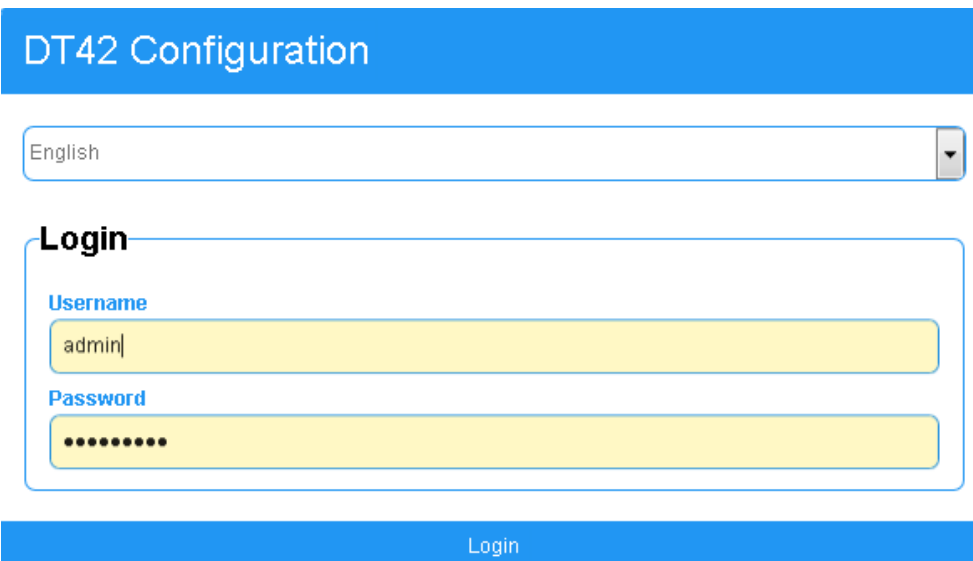 DT42 Configuration
English
Login
Username
admin
Password
•••••••••
Login